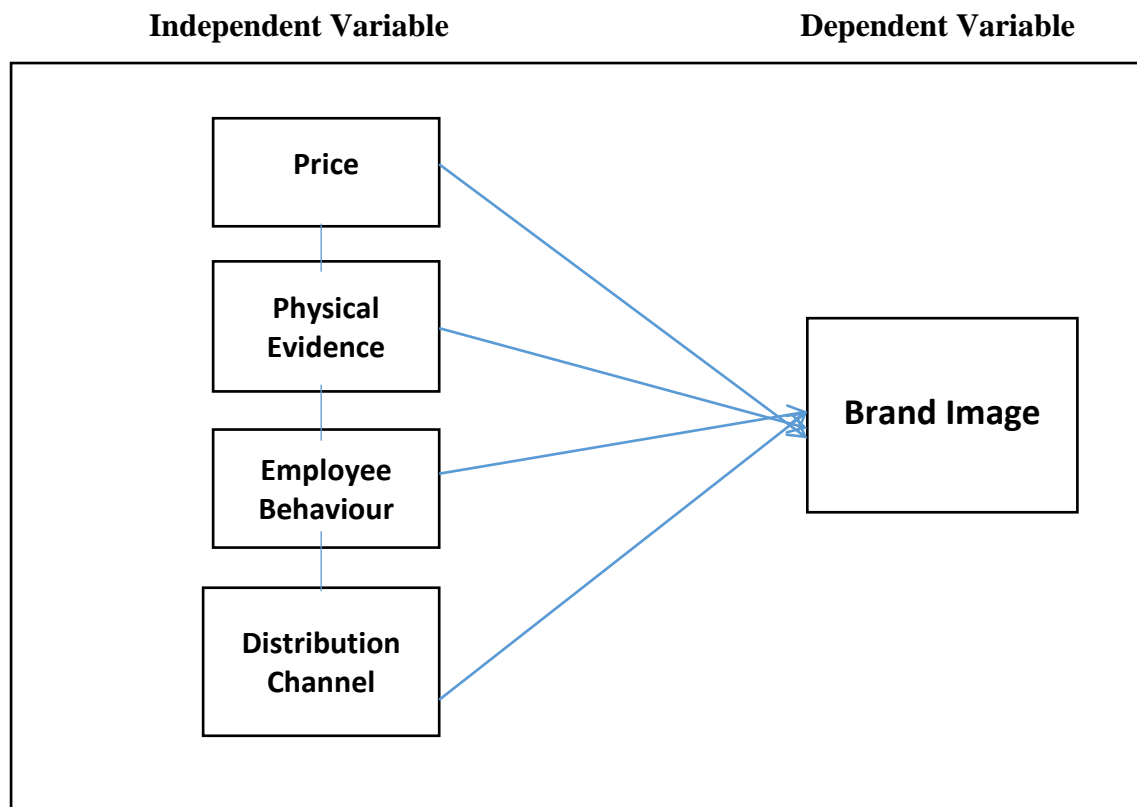 Independent Variable
Dependent Variable
Price
Physical
Evidence
Employee
Behaviour
Distribution
Channel
Brand Image